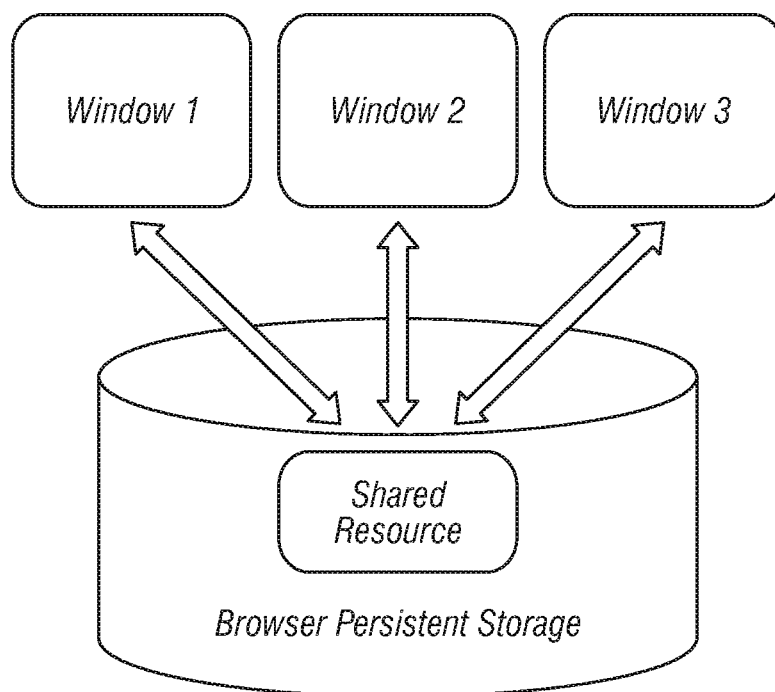 Window 1
Window 2
Window 3
Shared
Resource
Browser Persistent Storage